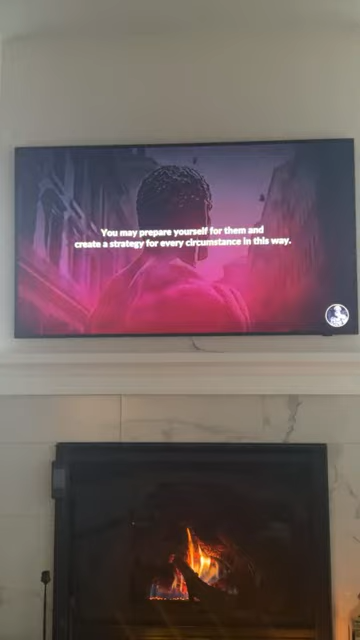 You may prepare yourself for them and
create a strategy for every circumstance in this way.